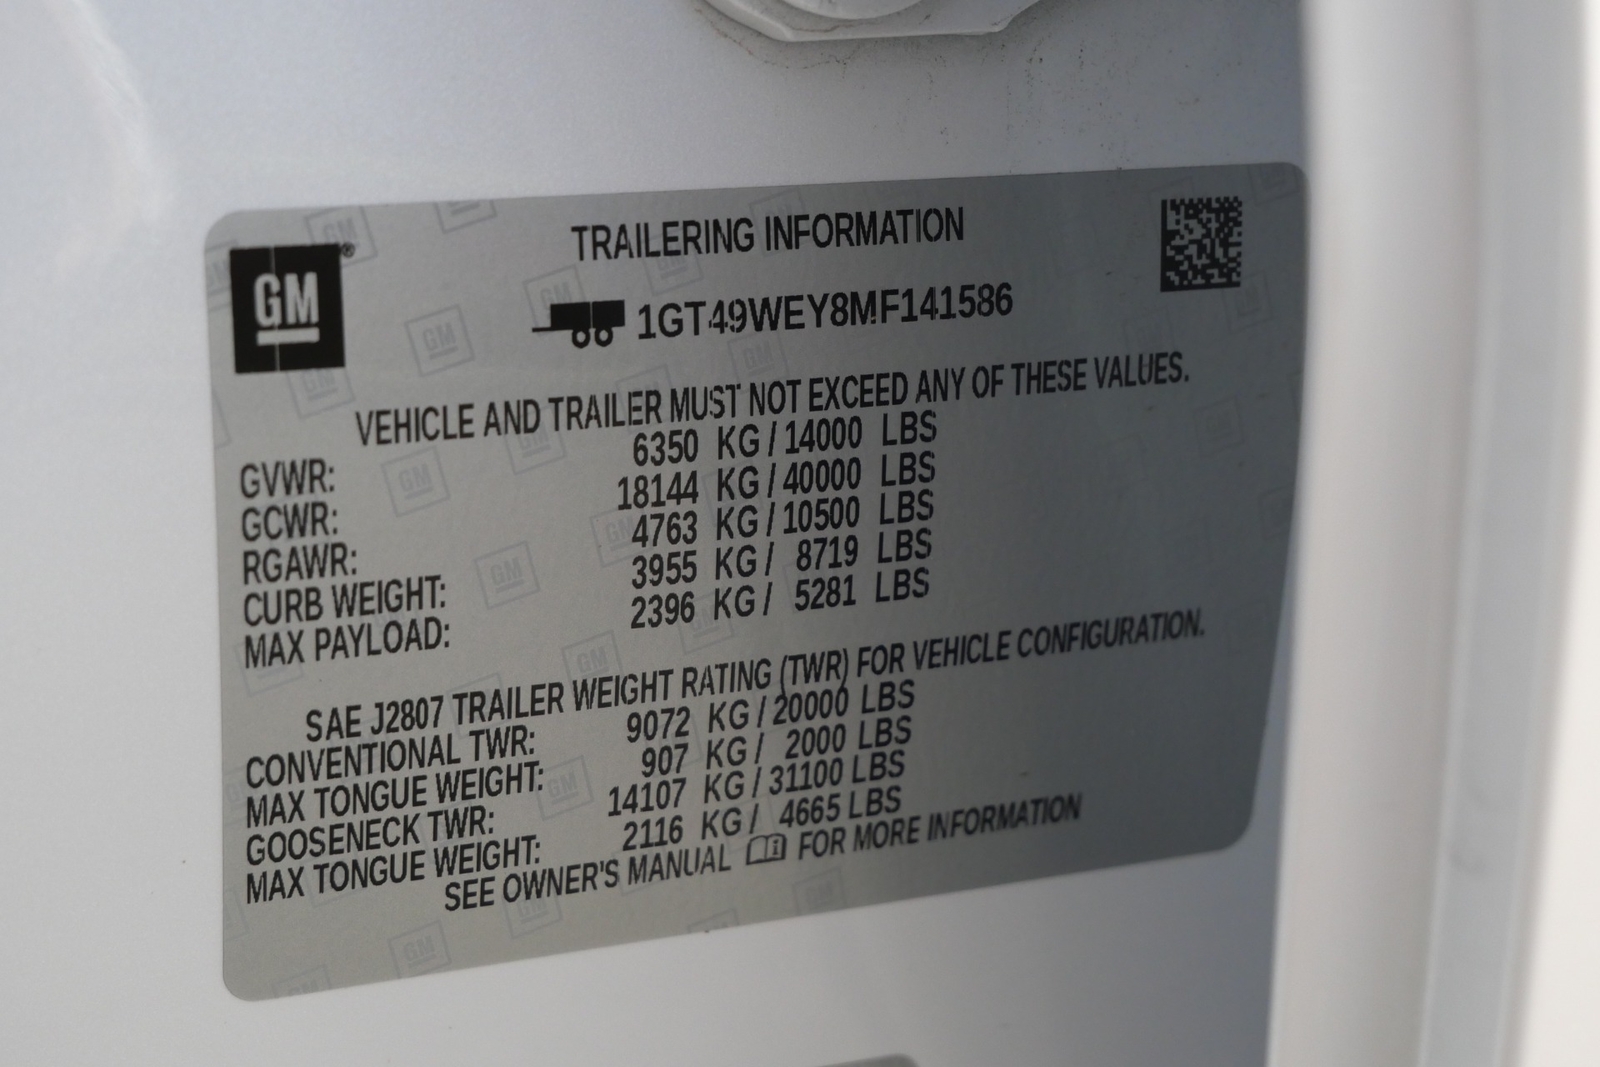 GM®
TRAILERING INFORMATION
1GT49WEY8MF141586
VEHICLE AND TRAILER MUST NOT EXCEED ANY OF THESE VALUES.
GVWR: 6350 KG / 14000 LBS
GCWR: 18144 KG / 40000 LBS
RGAWR: 4763 KG / 10500 LBS
CURB WEIGHT: 3955 KG / 8719 LBS
MAX PAYLOAD: 2396 KG / 5281 LBS
SAE J2807 TRAILER WEIGHT RATING (TWR) FOR VEHICLE CONFIGURATION.
CONVENTIONAL TWR: 9072 KG / 20000 LBS
MAX TONGUE WEIGHT: 907 KG / 2000 LBS
GOOSENECK TWR: 14107 KG / 31100 LBS
MAX TONGUE WEIGHT: 2116 KG / 4665 LBS
SEE OWNER'S MANUAL FOR MORE INFORMATION